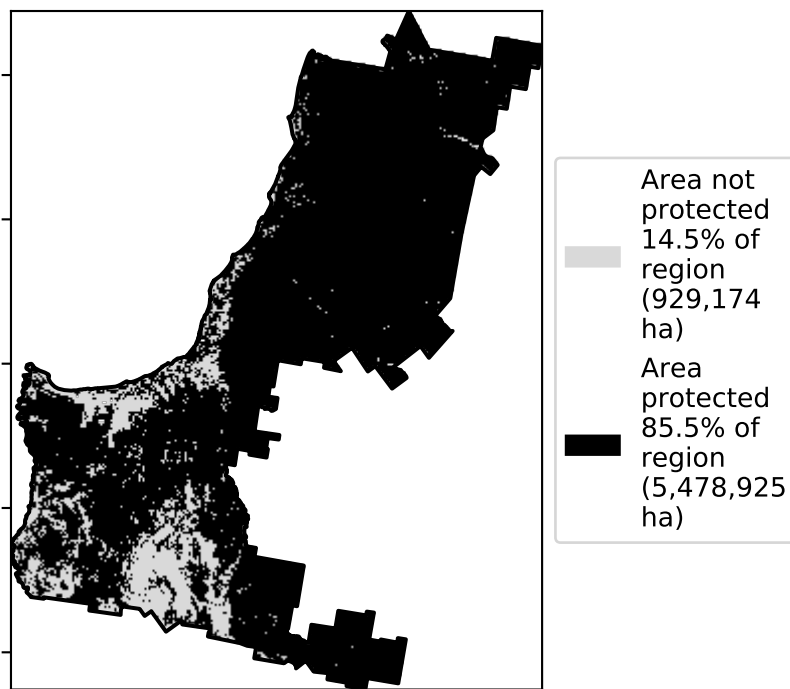 Area not
protected
14.5% of
region
(929,174
ha)
Area
protected
85.5% of
region
(5,478,925
ha)